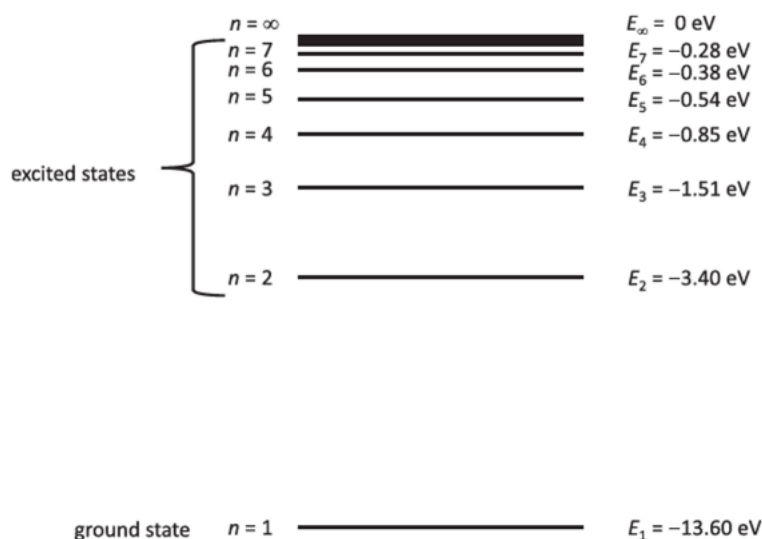 n = ∞ E∞ = 0 eV
n = 7 E₇ = −0.28 eV
n = 6 E₆ = −0.38 eV
n = 5 E₅ = −0.54 eV
n = 4 E₄ = −0.85 eV
excited states
n = 3 E₃ = −1.51 eV
n = 2 E₂ = −3.40 eV
ground state n = 1 E₁ = −13.60 eV